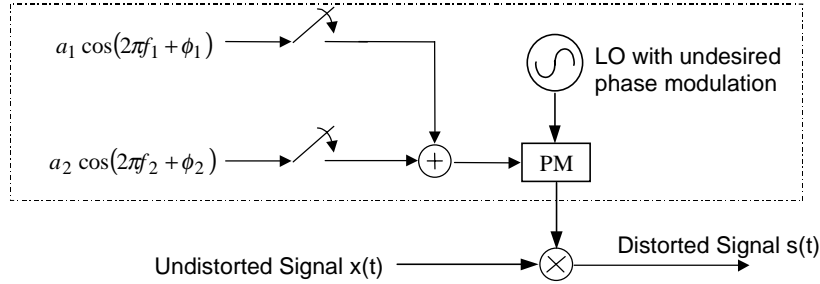 a₁ cos(2πf₁ + ϕ₁)
LO with undesired
phase modulation
a₂ cos(2πf₂ + ϕ₂)
+
PM
×
Undistorted Signal x(t)
Distorted Signal s(t)